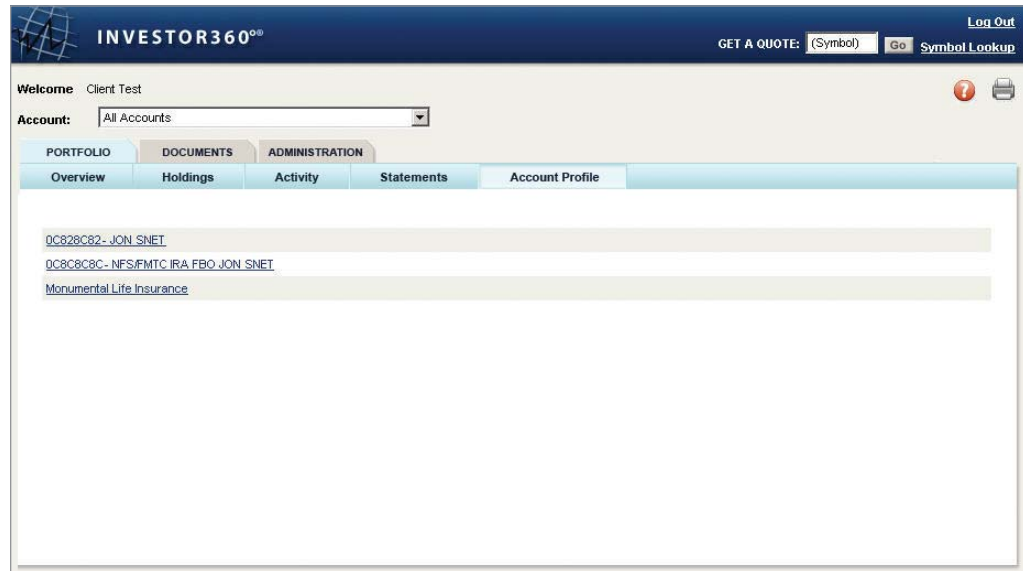 INVESTOR360°®
Log Out
GET A QUOTE: (Symbol) Go Symbol Lookup
Welcome Client Test
Account: All Accounts
PORTFOLIO DOCUMENTS ADMINISTRATION
Overview Holdings Activity Statements Account Profile
0C828C82- JON SNET
0C8C8C8C- NFS/FMTC IRA FBO JON SNET
Monumental Life Insurance